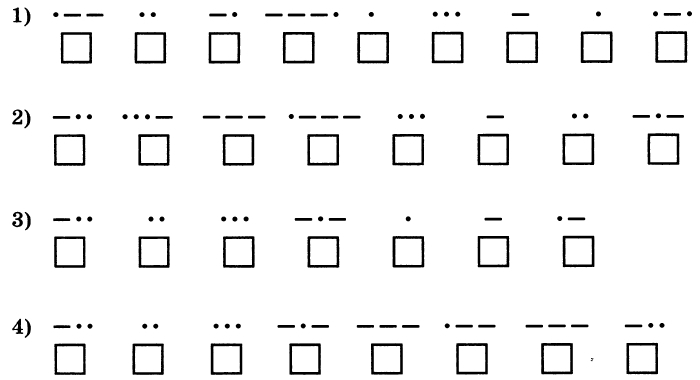 1) •—— •• —• ———• • ••• — • •—•
2) —•• •••— ——— •——— ••• — •• —•—
3) —•• •• ••• —•— • — •—
4) —•• •• ••• —•— ——— •—— ——— —••